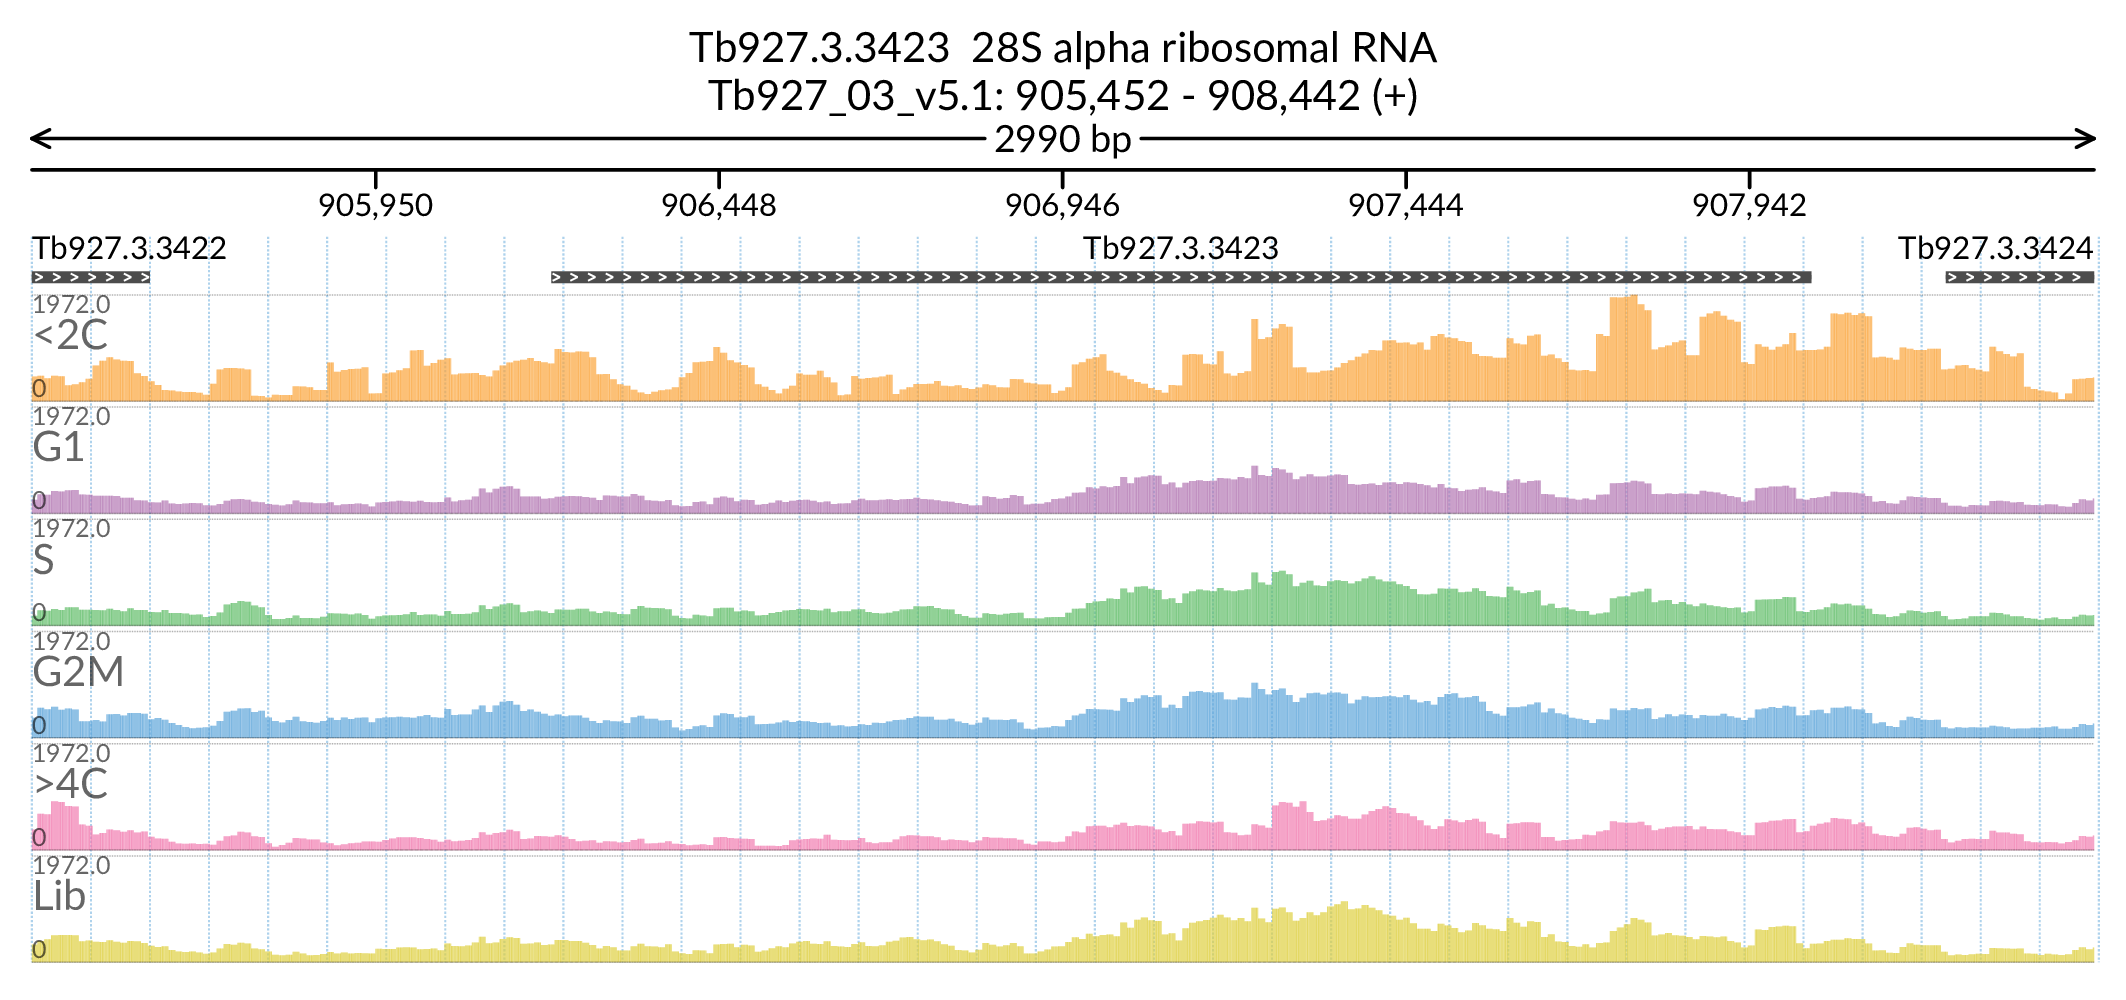 Tb927.3.3423  28S alpha ribosomal RNA
Tb927_03_v5.1: 905,452 - 908,442 (+)
2990 bp
905,950 906,448 906,946 907,444 907,942
Tb927.3.3422 Tb927.3.3423 Tb927.3.3424
1972.0
<2C
0
1972.0
G1
0
1972.0
S
0
1972.0
G2M
0
1972.0
>4C
0
1972.0
Lib
0